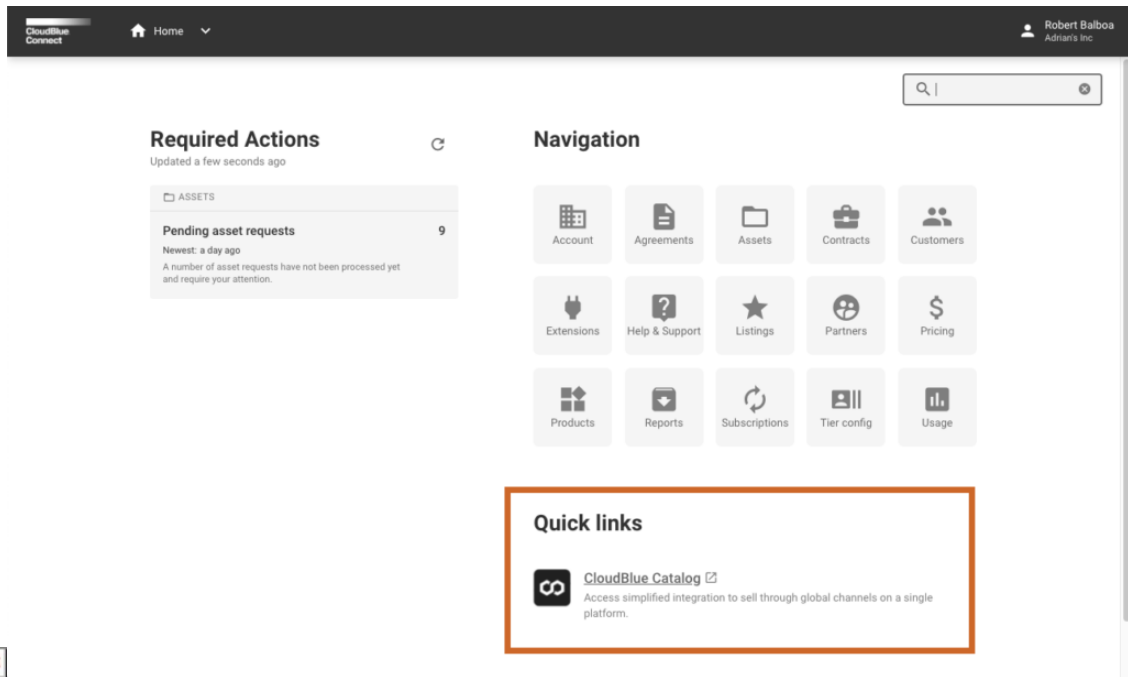 CloudBlue
Connect
Home
Robert Balboa
Adrian's Inc
Required Actions
Updated a few seconds ago
ASSETS
Pending asset requests 9
Newest: a day ago
A number of asset requests have not been processed yet
and require your attention.
Navigation
Account Agreements Assets Contracts Customers
Extensions Help & Support Listings Partners Pricing
Products Reports Subscriptions Tier config Usage
Quick links
CloudBlue Catalog
Access simplified integration to sell through global channels on a single
platform.